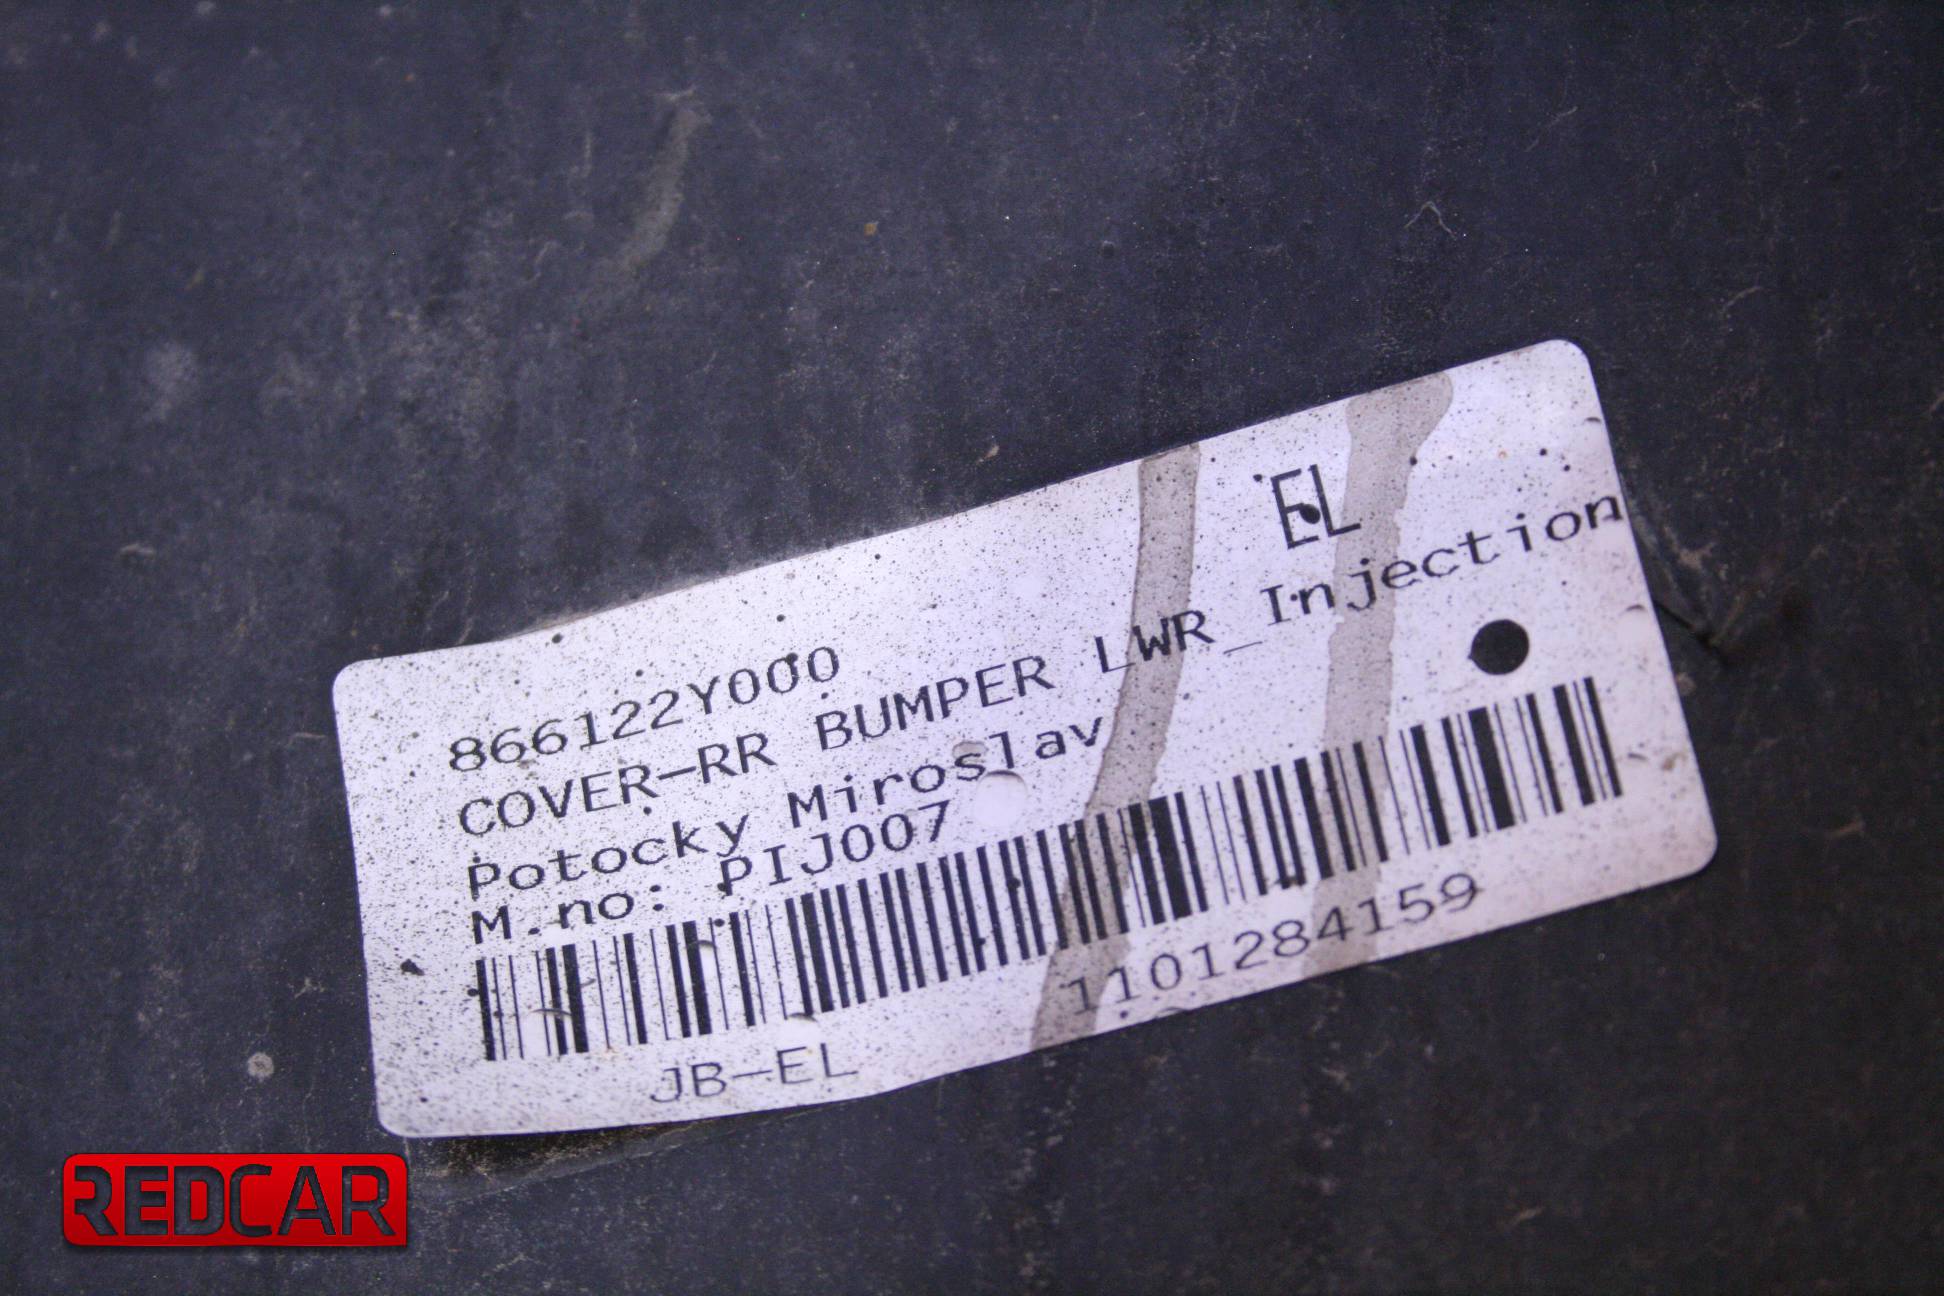 EL
866122Y000
COVER-RR BUMPER LWR_Injection
Potocky Miroslav
M.no: PIJ007
1101284159
JB-EL
REDCAR